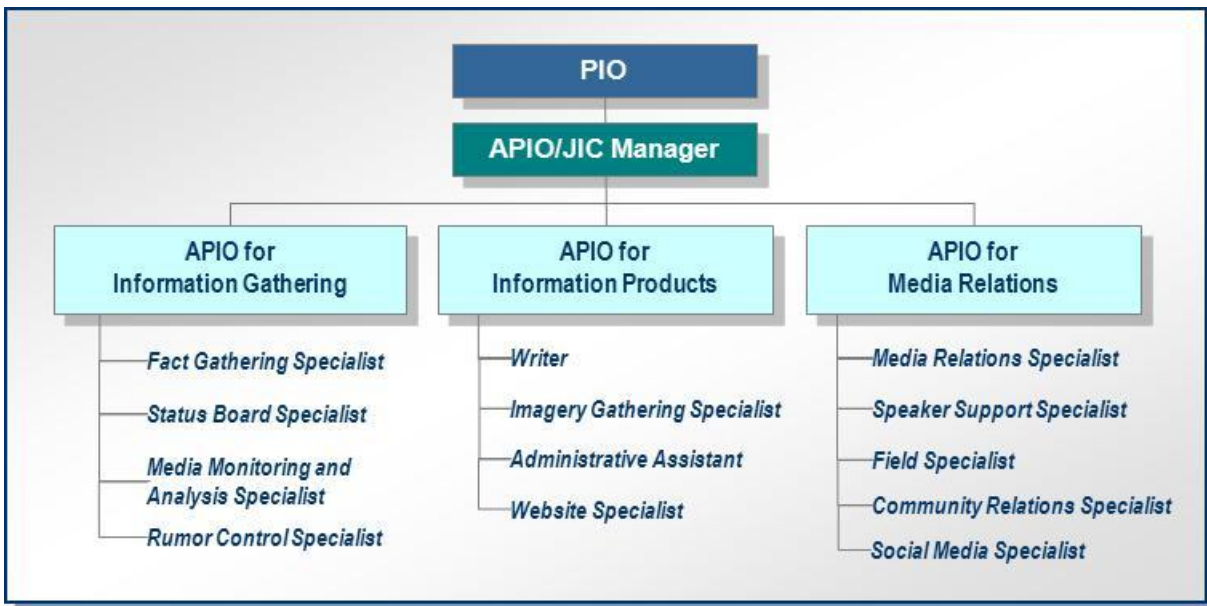 PIO
APIO/JIC Manager
APIO for
Information Gathering
Fact Gathering Specialist
Status Board Specialist
Media Monitoring and
Analysis Specialist
Rumor Control Specialist
APIO for
Information Products
Writer
Imagery Gathering Specialist
Administrative Assistant
Website Specialist
APIO for
Media Relations
Media Relations Specialist
Speaker Support Specialist
Field Specialist
Community Relations Specialist
Social Media Specialist